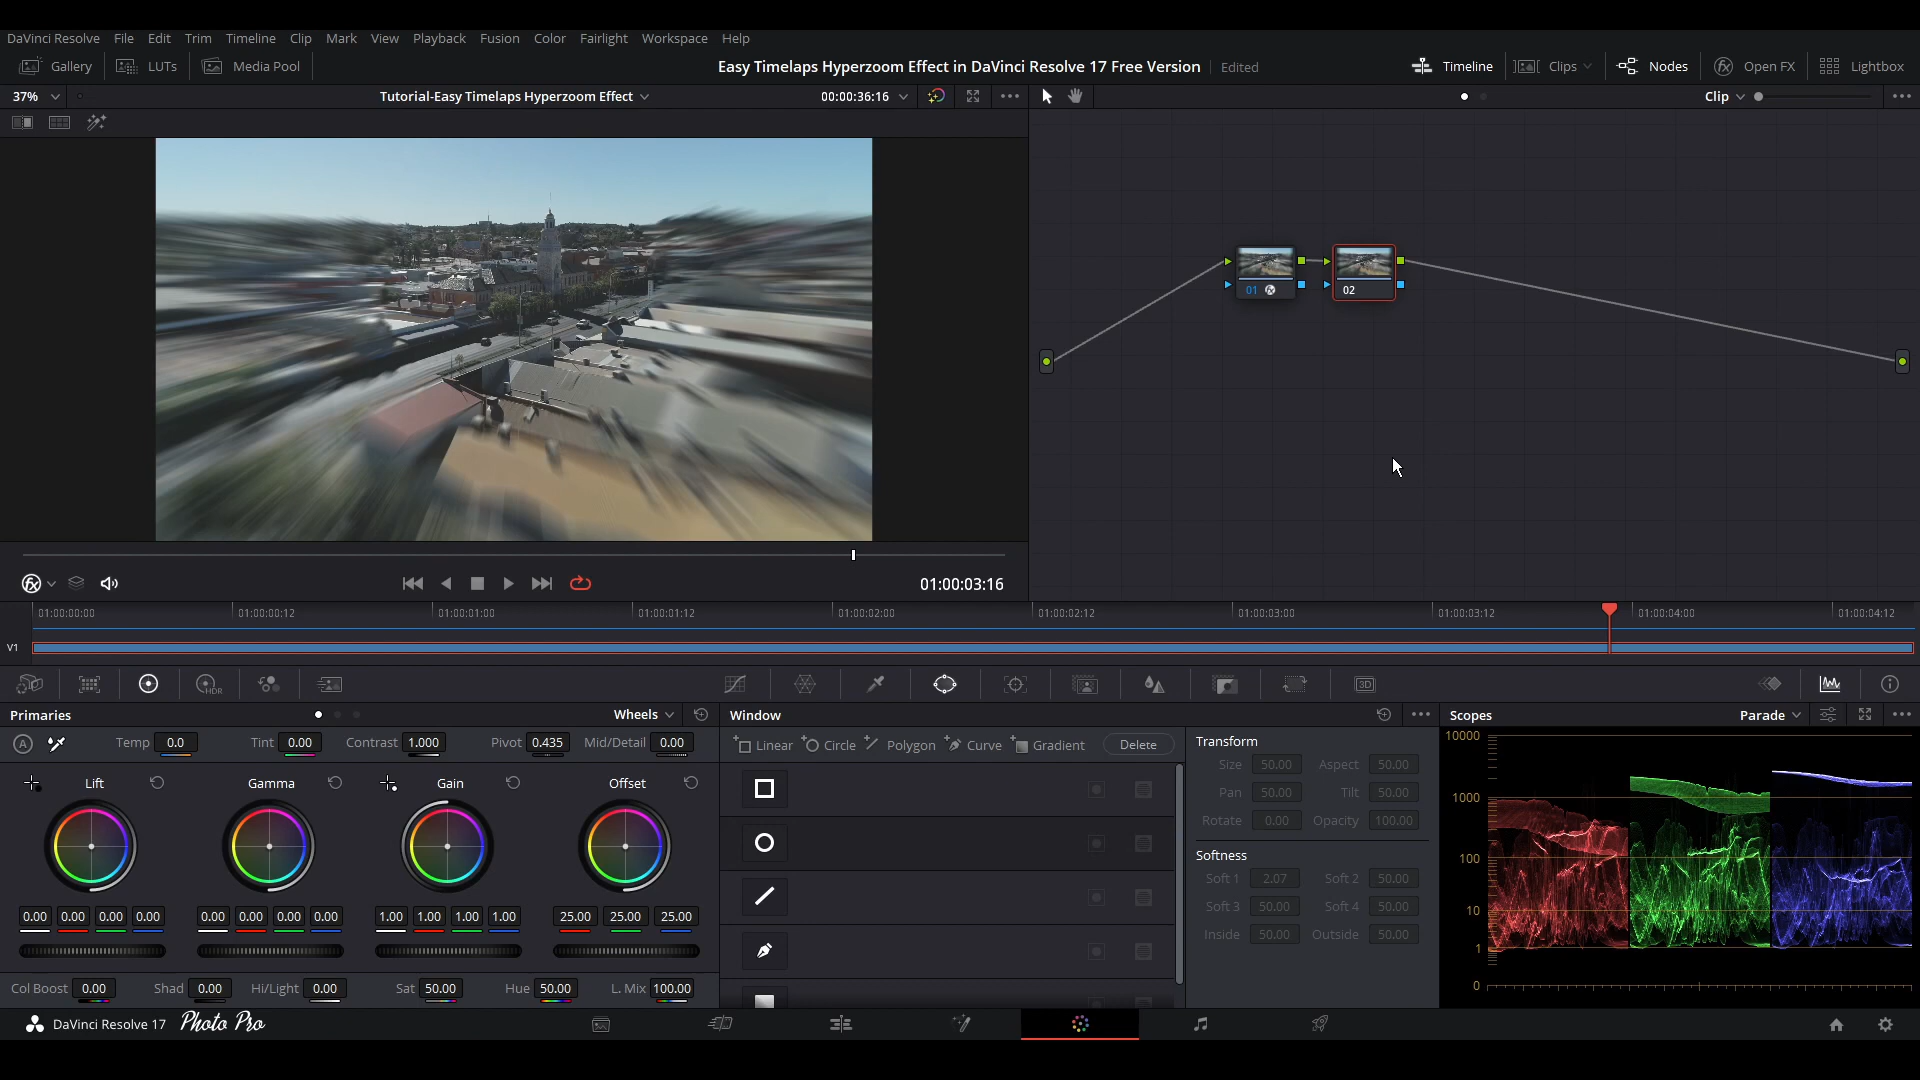 DaVinci Resolve File Edit Trim Timeline Clip Mark View Playback Fusion Color Fairlight Workspace Help
Gallery LUTs Media Pool Easy Timelaps Hyperzoom Effect in DaVinci Resolve 17 Free Version Edited Timeline Clips Nodes Open FX Lightbox
37% Tutorial-Easy Timelaps Hyperzoom Effect 00:00:36:16 Clip
01 02
01:00:03:16
01:00:00:00 01:00:00:12 01:00:01:00 01:00:01:12 01:00:02:00 01:00:02:12 01:00:03:00 01:00:03:12 01:00:04:00 01:00:04:12
V1
HDR 3D
Primaries Wheels
A Temp 0.0 Tint 0.00 Contrast 1.000 Pivot 0.435 Mid/Detail 0.00
Lift Gamma Gain Offset
0.00 0.00 0.00 0.00 0.00 0.00 0.00 0.00 1.00 1.00 1.00 1.00 25.00 25.00 25.00
Col Boost 0.00 Shad 0.00 Hi/Light 0.00 Sat 50.00 Hue 50.00 L. Mix 100.00
Window
Linear Circle Polygon Curve Gradient Delete
Transform
Size 50.00 Aspect 50.00
Pan 50.00 Tilt 50.00
Rotate 0.00 Opacity 100.00
Softness
Soft 1 2.07 Soft 2 50.00
Soft 3 50.00 Soft 4 50.00
Inside 50.00 Outside 50.00
Scopes Parade
10000
1000
100
10
1
0
DaVinci Resolve 17 Photo Pro